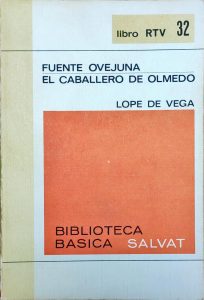 libro RTV 32
FUENTE OVEJUNA
EL CABALLERO DE OLMEDO
LOPE DE VEGA
BIBLIOTECA
BASICA SALVAT